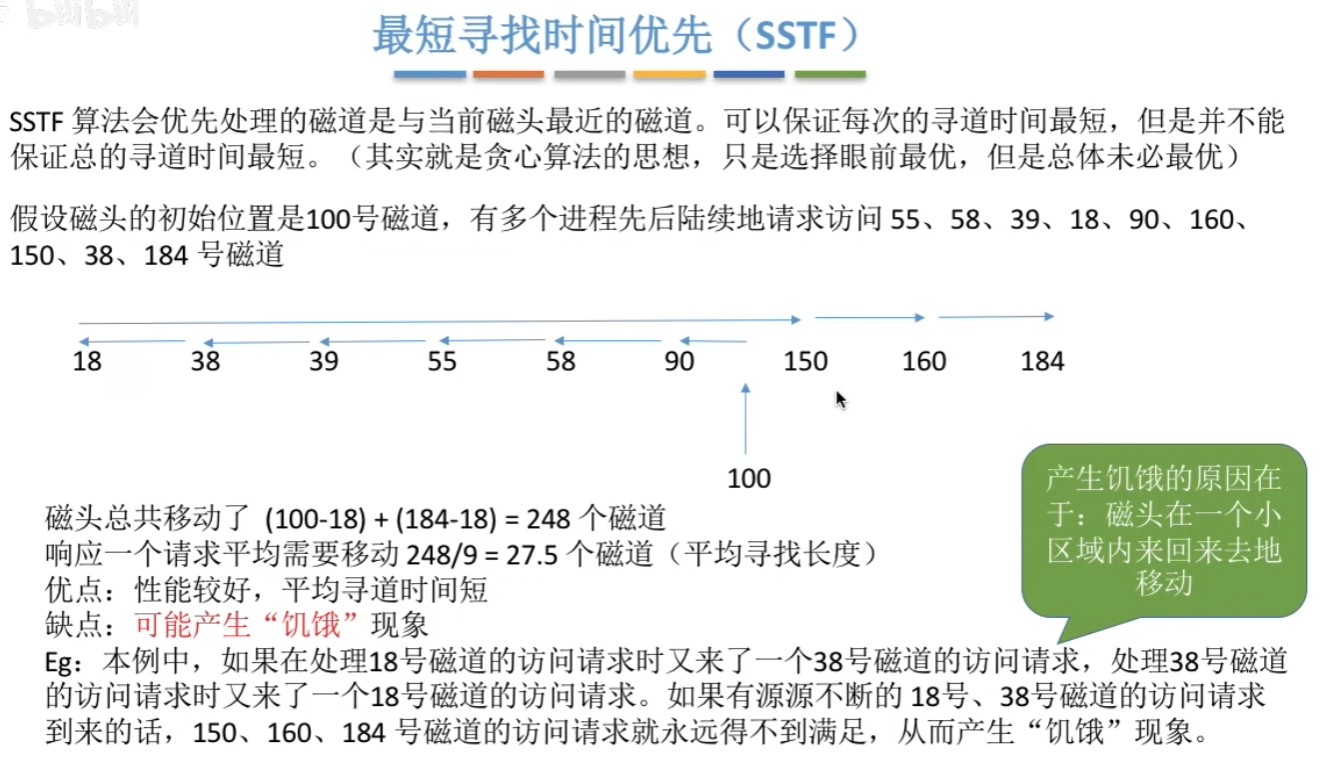 bilibili
最短寻找时间优先（SSTF）
SSTF 算法会优先处理的磁道是与当前磁头最近的磁道。可以保证每次的寻道时间最短，但是并不能
保证总的寻道时间最短。（其实就是贪心算法的思想，只是选择眼前最优，但是总体未必最优）
假设磁头的初始位置是100号磁道，有多个进程先后陆续地请求访问 55、58、39、18、90、160、
150、38、184 号磁道
18 38 39 55 58 90 150 160 184
100
产生饥饿的原因在
于：磁头在一个小
区域内来回来去地
移动
磁头总共移动了 (100-18) + (184-18) = 248 个磁道
响应一个请求平均需要移动 248/9 = 27.5 个磁道（平均寻找长度）
优点：性能较好，平均寻道时间短
缺点：可能产生“饥饿”现象
Eg：本例中，如果在处理18号磁道的访问请求时又来了一个38号磁道的访问请求，处理38号磁道
的访问请求时又来了一个18号磁道的访问请求。如果有源源不断的 18号、38号磁道的访问请求
到来的话，150、160、184 号磁道的访问请求就永远得不到满足，从而产生“饥饿”现象。